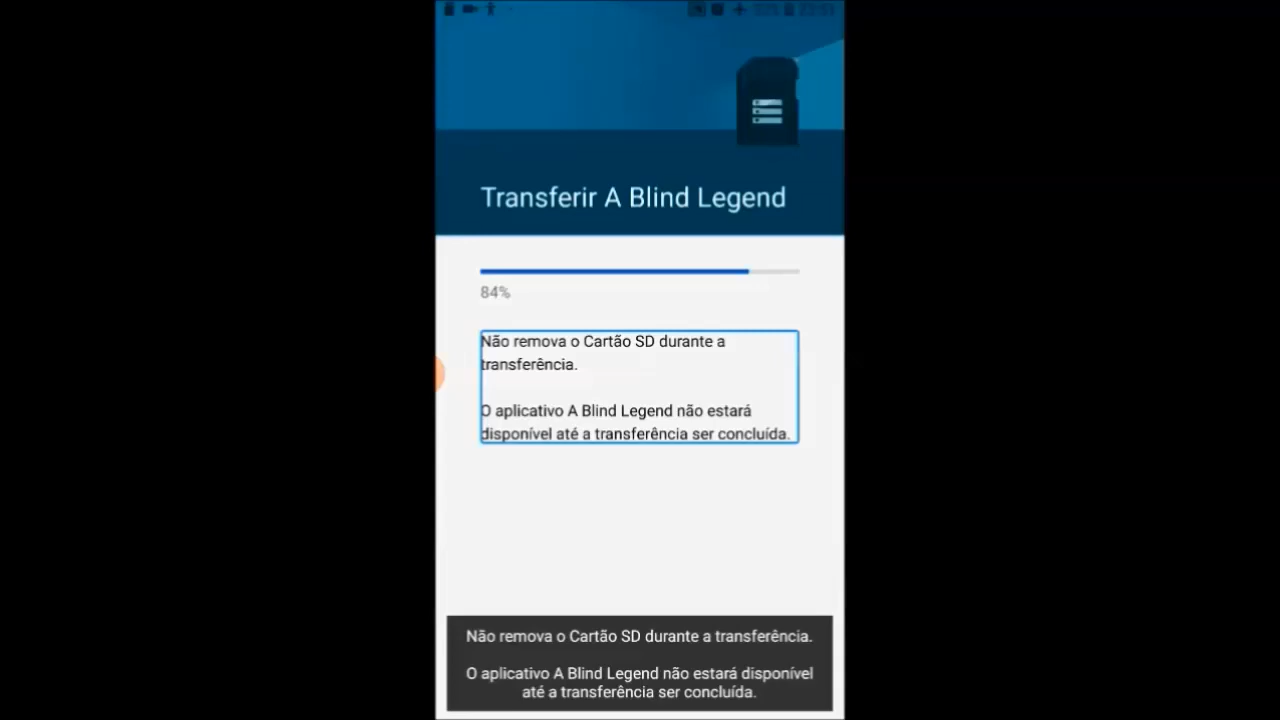 Transferir A Blind Legend
84%
Não remova o Cartão SD durante a
transferência.
O aplicativo A Blind Legend não estará
disponível até a transferência ser concluída.
Não remova o Cartão SD durante a transferência.
O aplicativo A Blind Legend não estará disponível
até a transferência ser concluída.